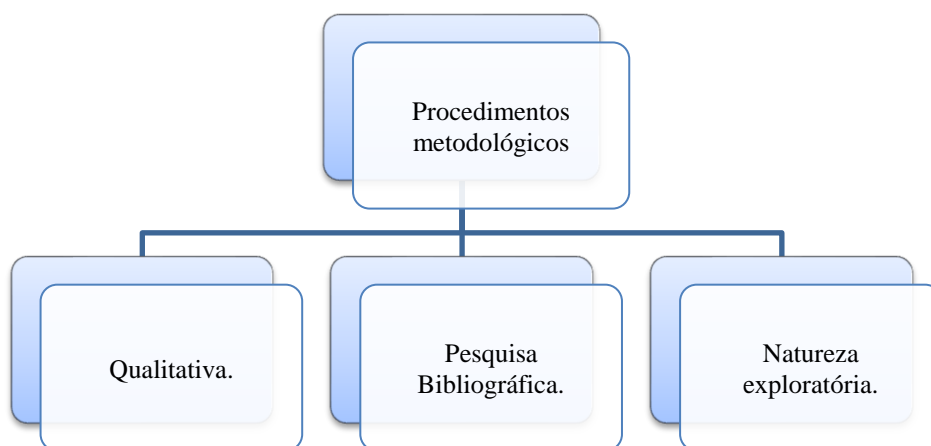 Procedimentos
metodológicos
Qualitativa.
Pesquisa
Bibliográfica.
Natureza
exploratória.